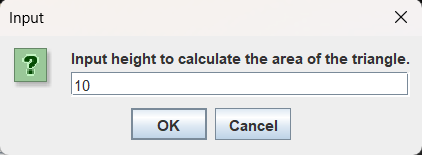 Input
Input height to calculate the area of the triangle.
10
OK
Cancel